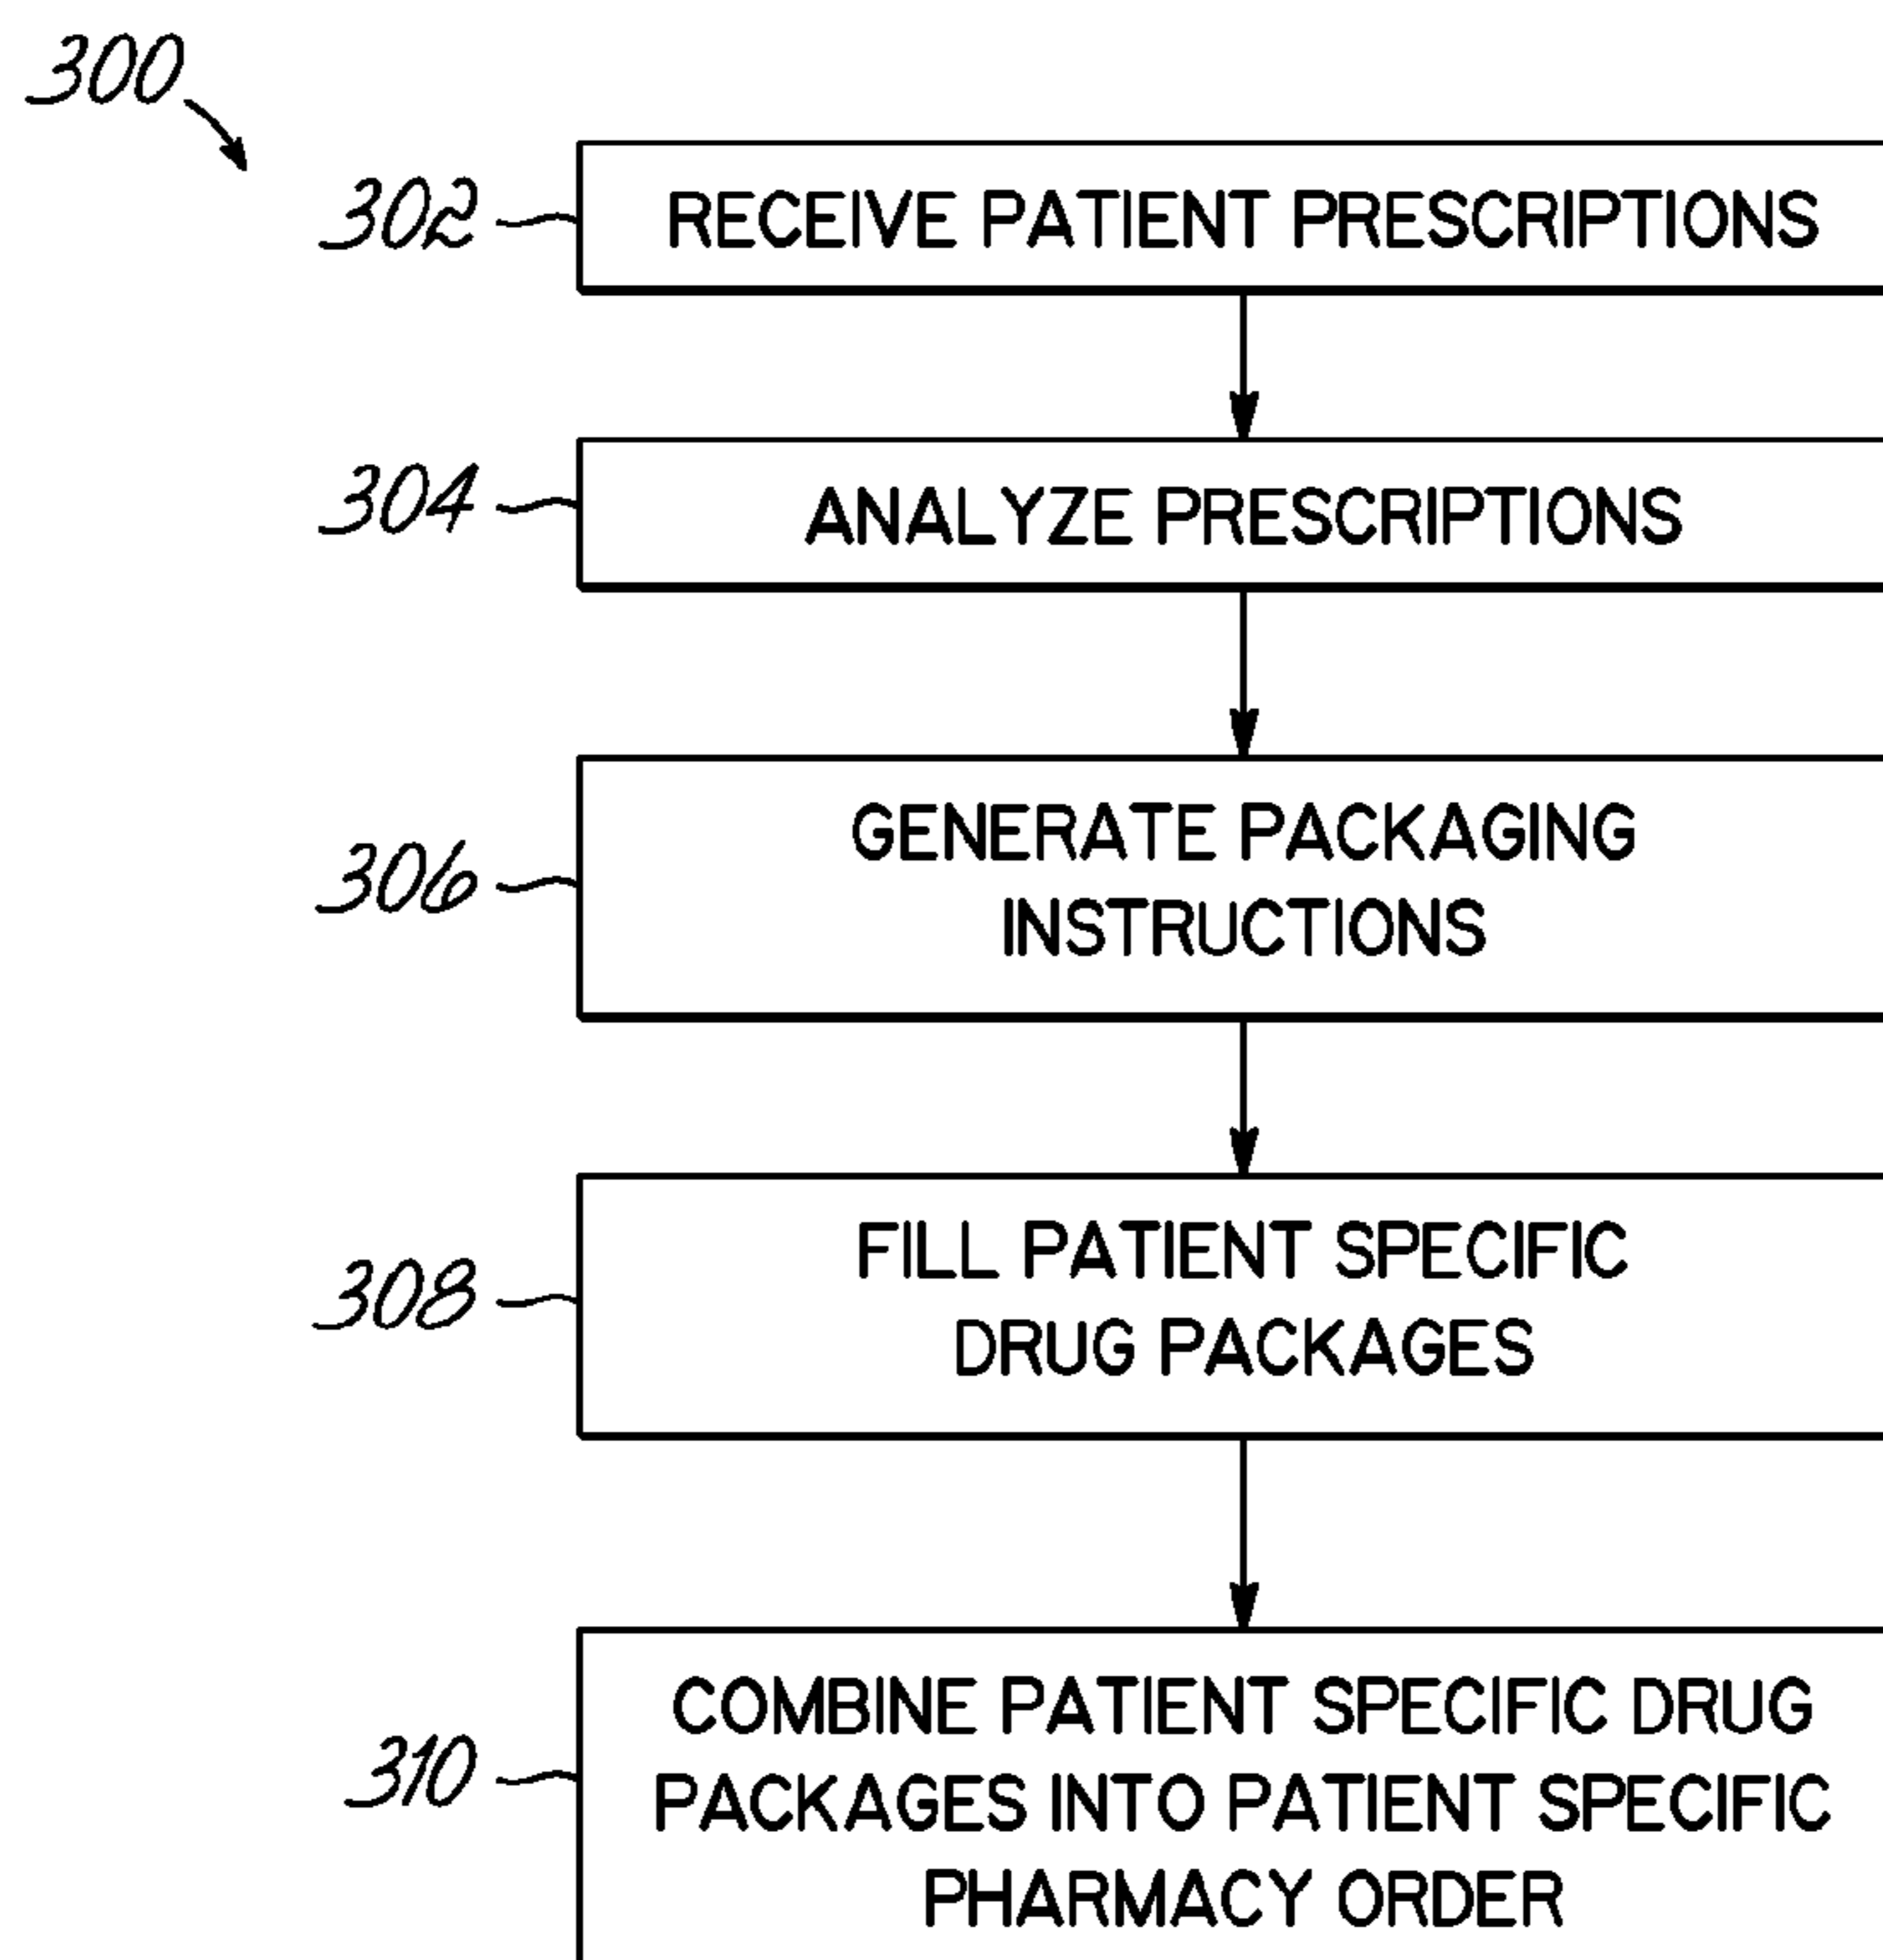 300
302
RECEIVE PATIENT PRESCRIPTIONS
304
ANALYZE PRESCRIPTIONS
306
GENERATE PACKAGING
INSTRUCTIONS
308
FILL PATIENT SPECIFIC
DRUG PACKAGES
310
COMBINE PATIENT SPECIFIC DRUG
PACKAGES INTO PATIENT SPECIFIC
PHARMACY ORDER